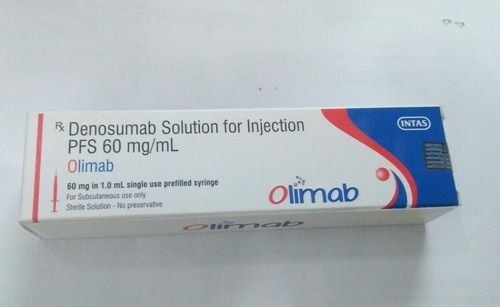 Rx Denosumab Solution for Injection
PFS 60 mg/mL
Olimab
60 mg in 1.0 mL single use prefilled syringe
For Subcutaneous use only
Sterile Solution - No preservative
INTAS
Olimab
Olimab